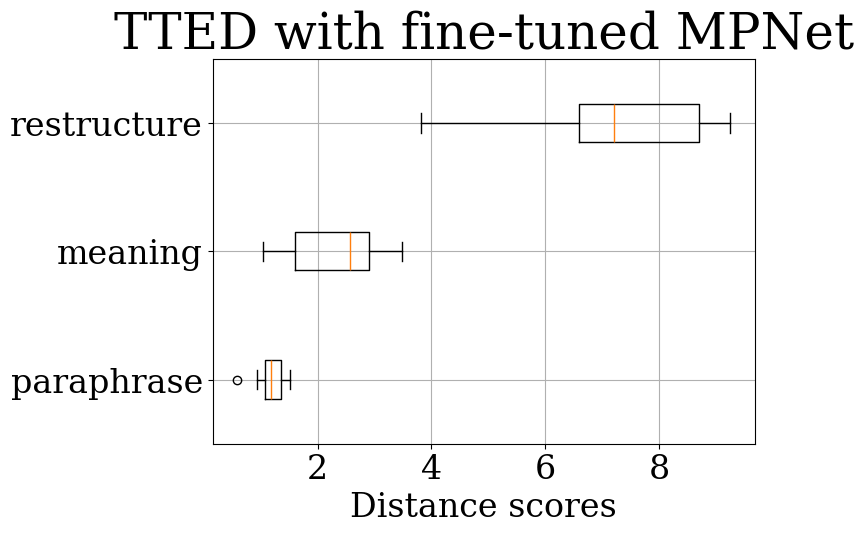 TTED with fine-tuned MPNet
restructure
meaning
paraphrase
2 4 6 8
Distance scores